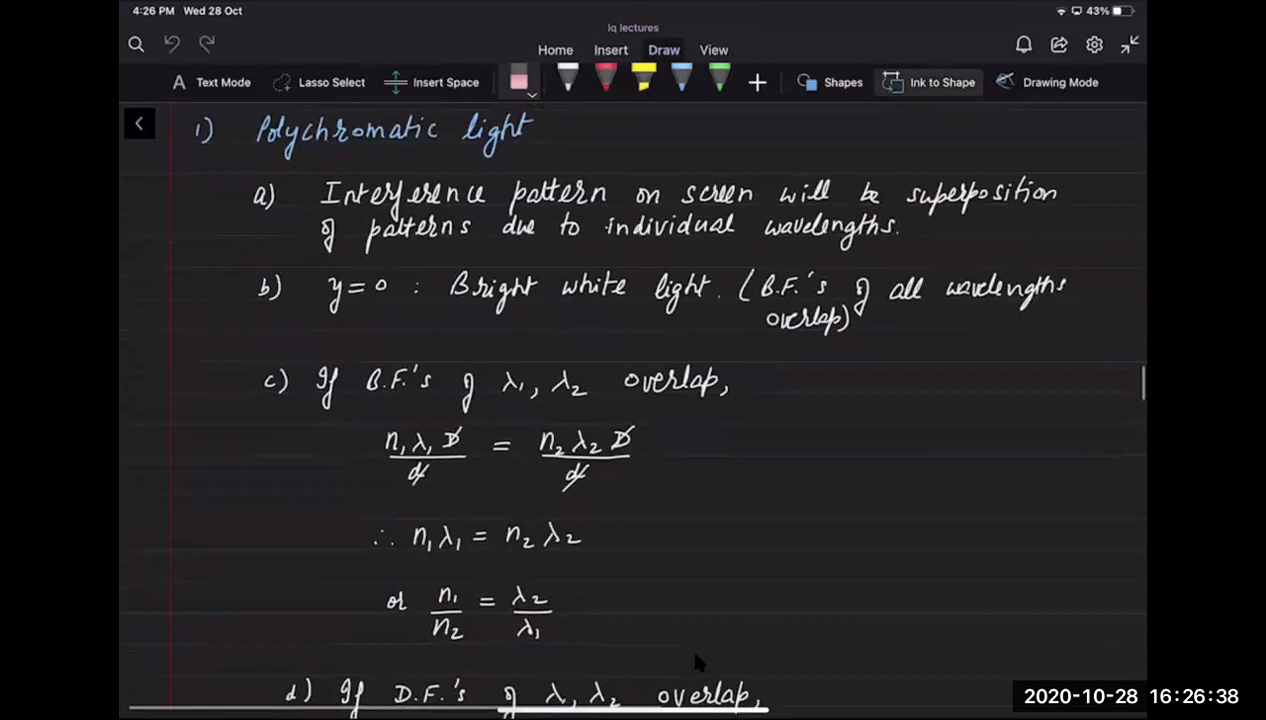 4:26 PM Wed 28 Oct
43%
iq lectures
Home Insert Draw View
Text Mode Lasso Select Insert Space Shapes Ink to Shape Drawing Mode
1) Polychromatic light
a) Interference pattern on screen will be superposition
of patterns due to individual wavelengths.
b) y=0 : Bright white light. (B.F.'s of all wavelengths
overlap)
c) If B.F.'s of λ₁, λ₂ overlap,
n₁λ₁D/d = n₂λ₂D/d
∴ n₁λ₁ = n₂λ₂
or n₁/n₂ = λ₂/λ₁
d) If D.F.'s of λ, λ₂ overlap,
2020-10-28 16:26:38